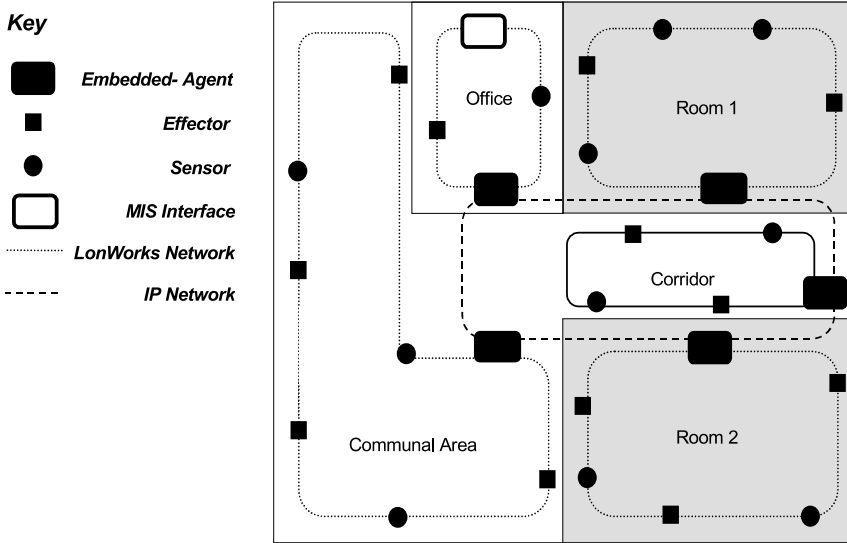 Key
Embedded- Agent
Effector
Sensor
MIS Interface
LonWorks Network
IP Network
Office
Room 1
Corridor
Communal Area
Room 2